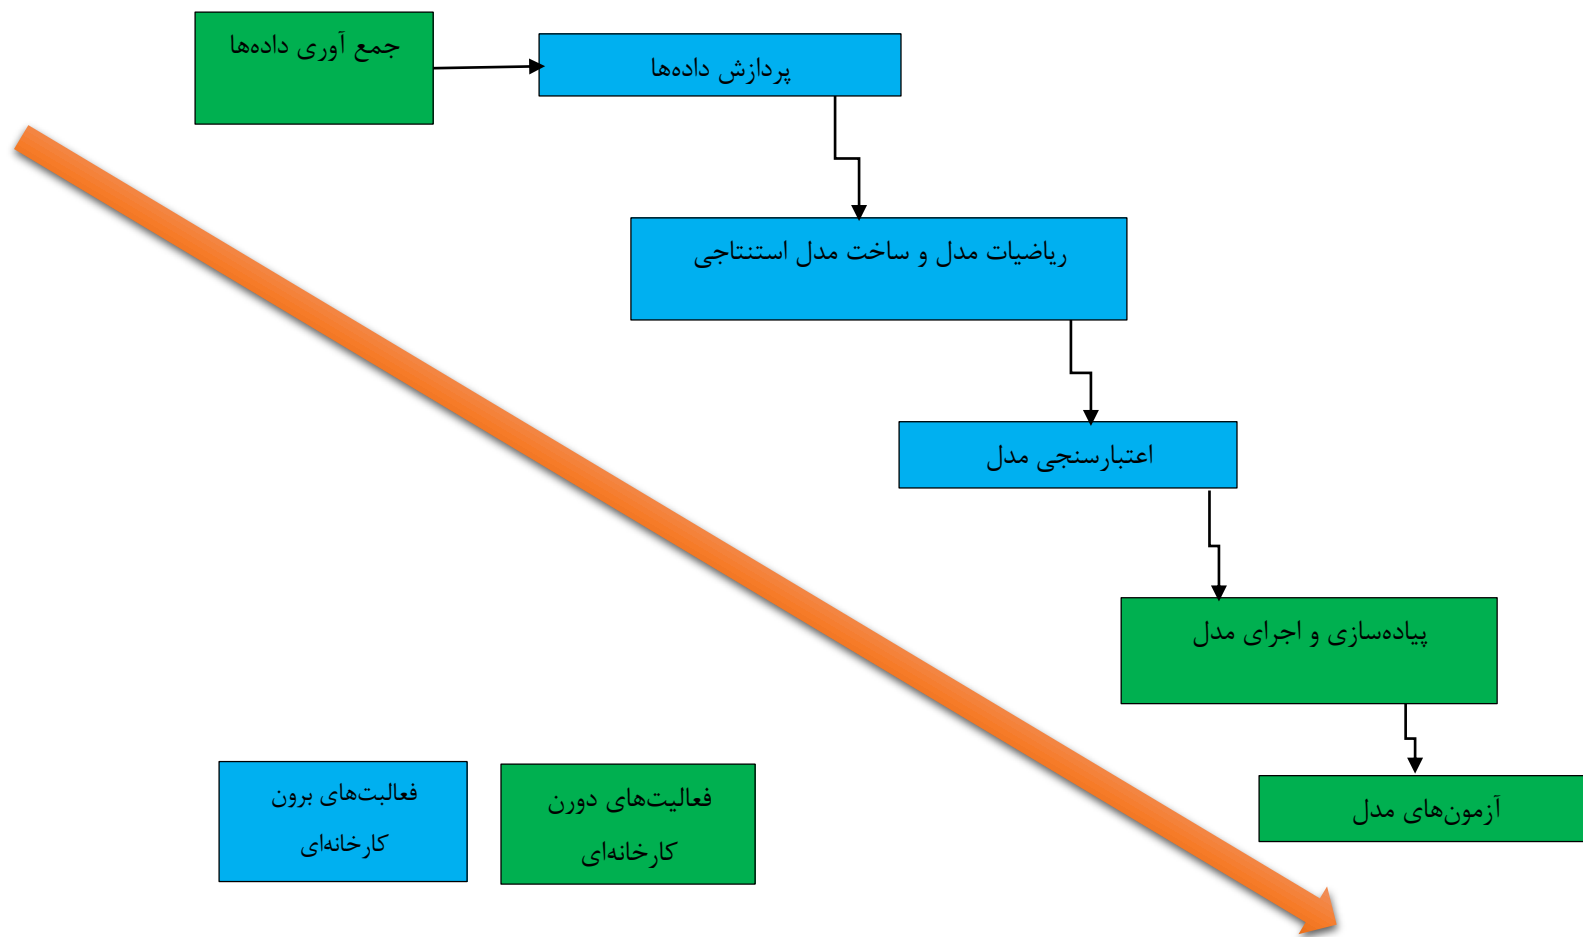 جمع آوری داده‌ها
پردازش داده‌ها
ریاضیات مدل و ساخت مدل استنتاجی
اعتبارسنجی مدل
پیاده‌سازی و اجرای مدل
آزمون‌های مدل
فعالیت‌های دورن
کارخانه‌ای
فعالبت‌های برون
کارخانه‌ای